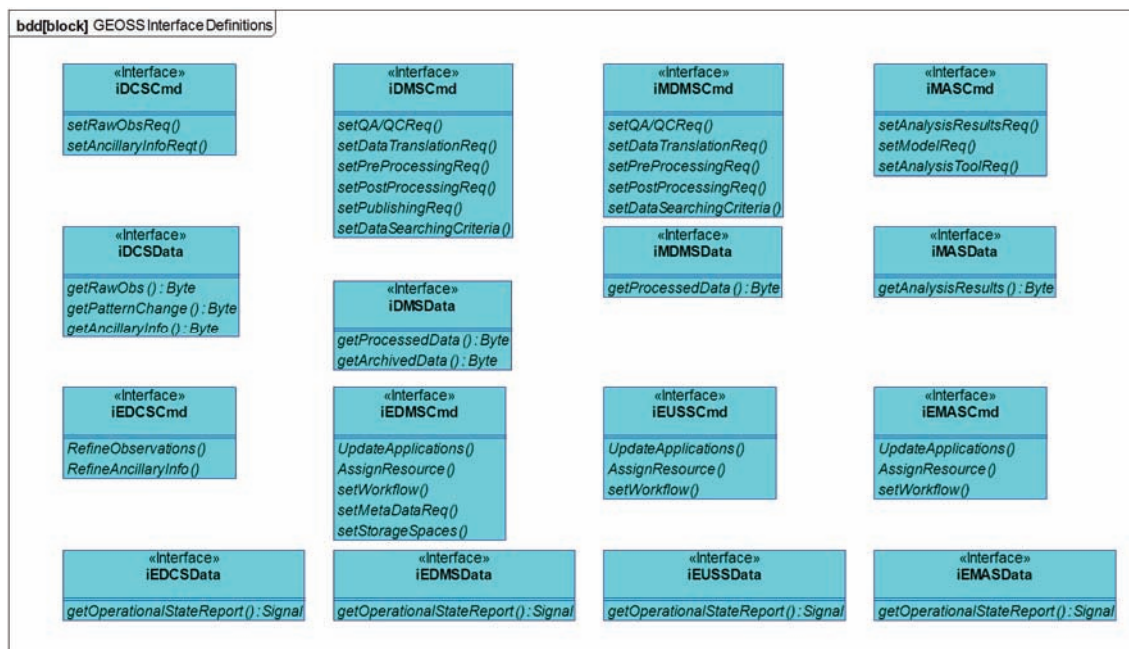 bdd[block] GEOSS Interface Definitions
«Interface»
iDCSCmd
setRawObsReq()
setAncillaryInfoReqt()
«Interface»
iDMSCmd
setQA/QCReq()
setDataTranslationReq()
setPreProcessingReq()
setPostProcessingReq()
setPublishingReq()
setDataSearchingCriteria()
«Interface»
iMDMSCmd
setQA/QCReq()
setDataTranslationReq()
setPreProcessingReq()
setPostProcessingReq()
setDataSearchingCriteria()
«Interface»
iMASCmd
setAnalysisResultsReq()
setModelReq()
setAnalysisToolReq()
«Interface»
iDCSData
getRawObs () : Byte
getPatternChange () : Byte
getAncillaryInfo () : Byte
«Interface»
iDMSData
getProcessedData () : Byte
getArchivedData () : Byte
«Interface»
iMDMSData
getProcessedData () : Byte
«Interface»
iMASData
getAnalysisResults () : Byte
«Interface»
iEDCSCmd
RefineObservations()
RefineAncillaryInfo()
«Interface»
iEDMSCmd
UpdateApplications()
AssignResource()
setWorkflow()
setMetaDataReq()
setStorageSpaces()
«Interface»
iEUSSCmd
UpdateApplications()
AssignResource()
setWorkflow()
«Interface»
iEMASCmd
UpdateApplications()
AssignResource()
setWorkflow()
«Interface»
iEDCSData
getOperationalStateReport () : Signal
«Interface»
iEDMSData
getOperationalStateReport () : Signal
«Interface»
iEUSSData
getOperationalStateReport () : Signal
«Interface»
iEMASData
getOperationalStateReport () : Signal